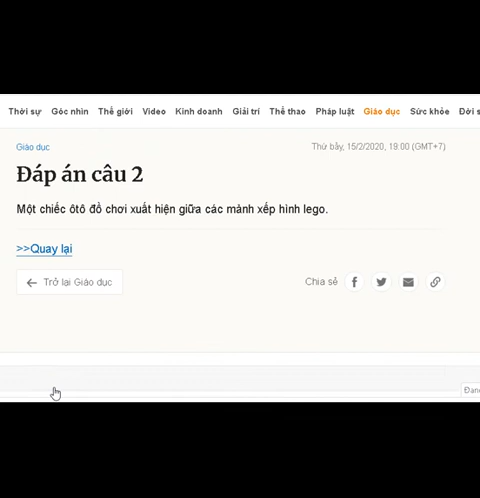 Thời sự Góc nhìn Thế giới Video Kinh doanh Giải trí Thể thao Pháp luật Giáo dục Sức khỏe Đời
Giáo dục Thứ bảy, 15/2/2020, 19:00 (GMT+7)
Đáp án câu 2
Một chiếc ôtô đồ chơi xuất hiện giữa các mảnh xếp hình lego.
>>Quay lại
Trở lại Giáo dục Chia sẻ